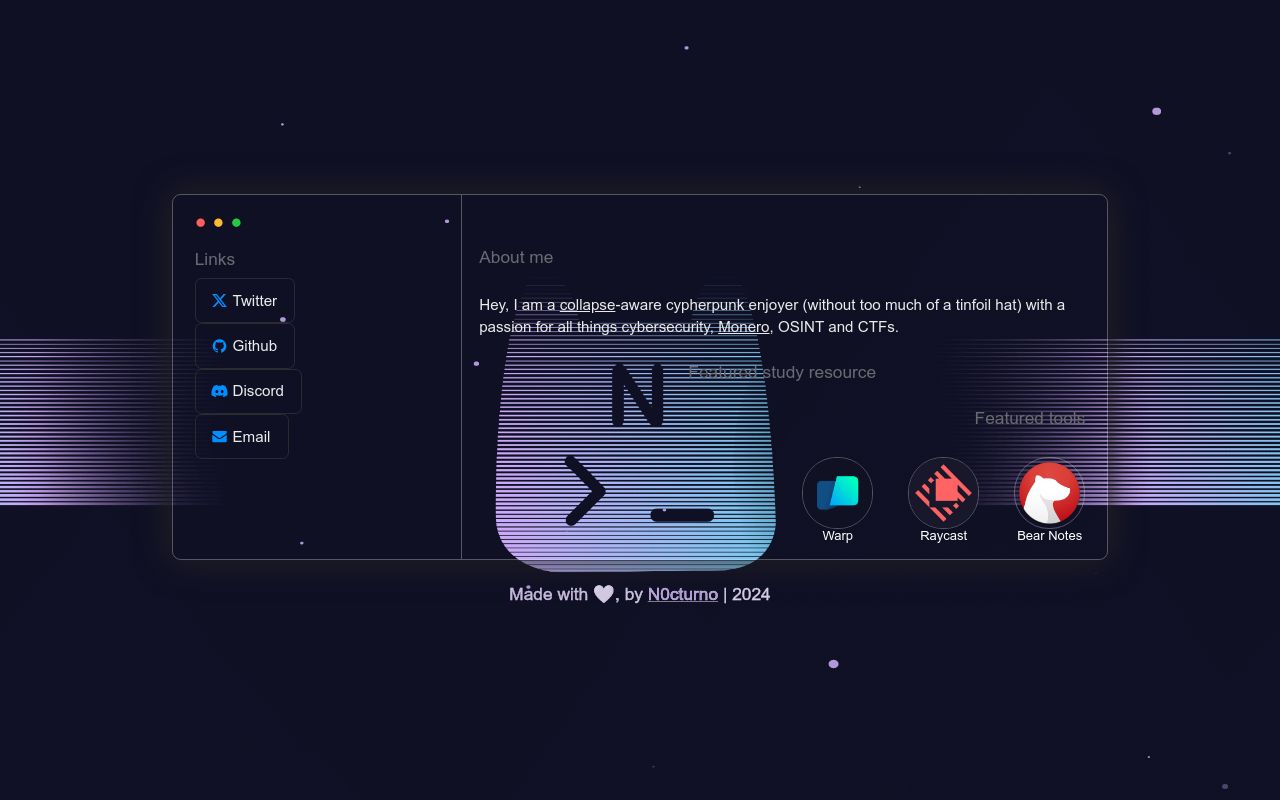 Links
Twitter
Github
Discord
Email
About me
Hey, I am a collapse-aware cypherpunk enjoyer (without too much of a tinfoil hat) with a
passion for all things cybersecurity, Monero, OSINT and CTFs.
Featured study resource
N
>_
Featured tools
Warp
Raycast
Bear Notes
Made with 🤍, by N0cturno | 2024